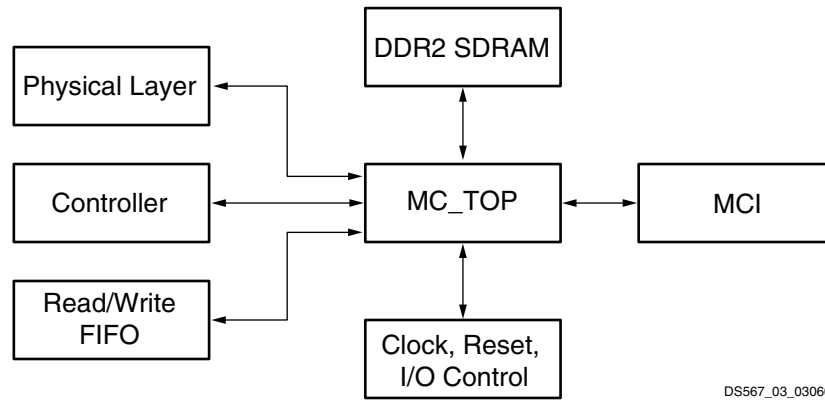 DDR2 SDRAM
Physical Layer
Controller
MC_TOP
MCI
Read/Write
FIFO
Clock, Reset,
I/O Control